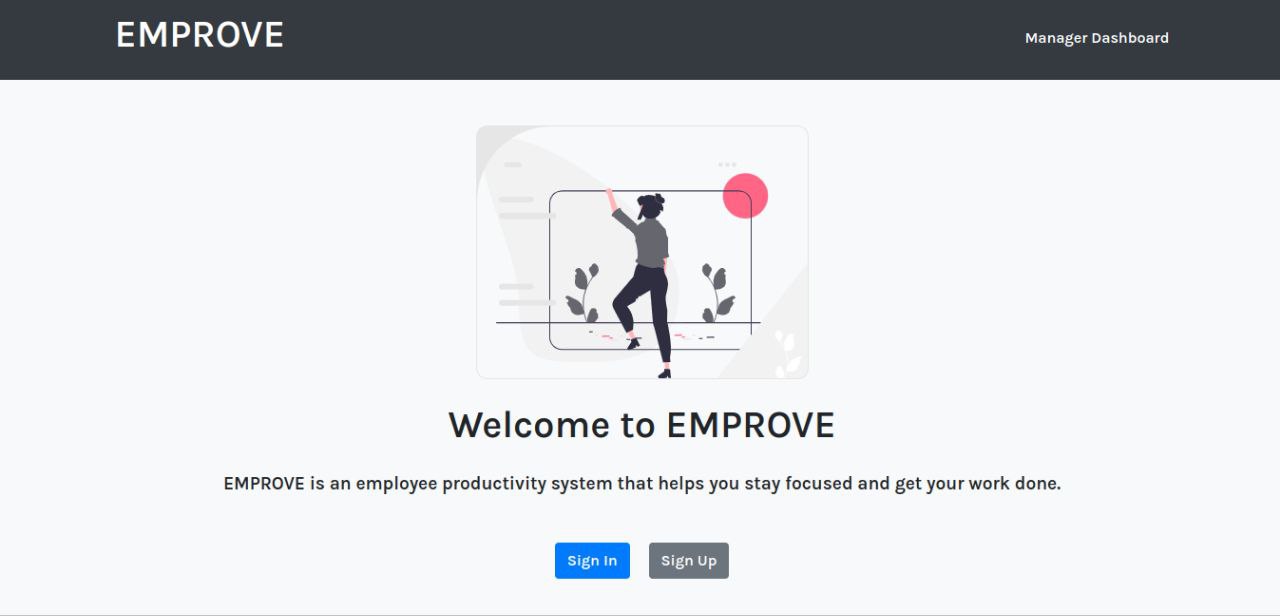 EMPROVE
Manager Dashboard
Welcome to EMPROVE
EMPROVE is an employee productivity system that helps you stay focused and get your work done.
Sign In
Sign Up